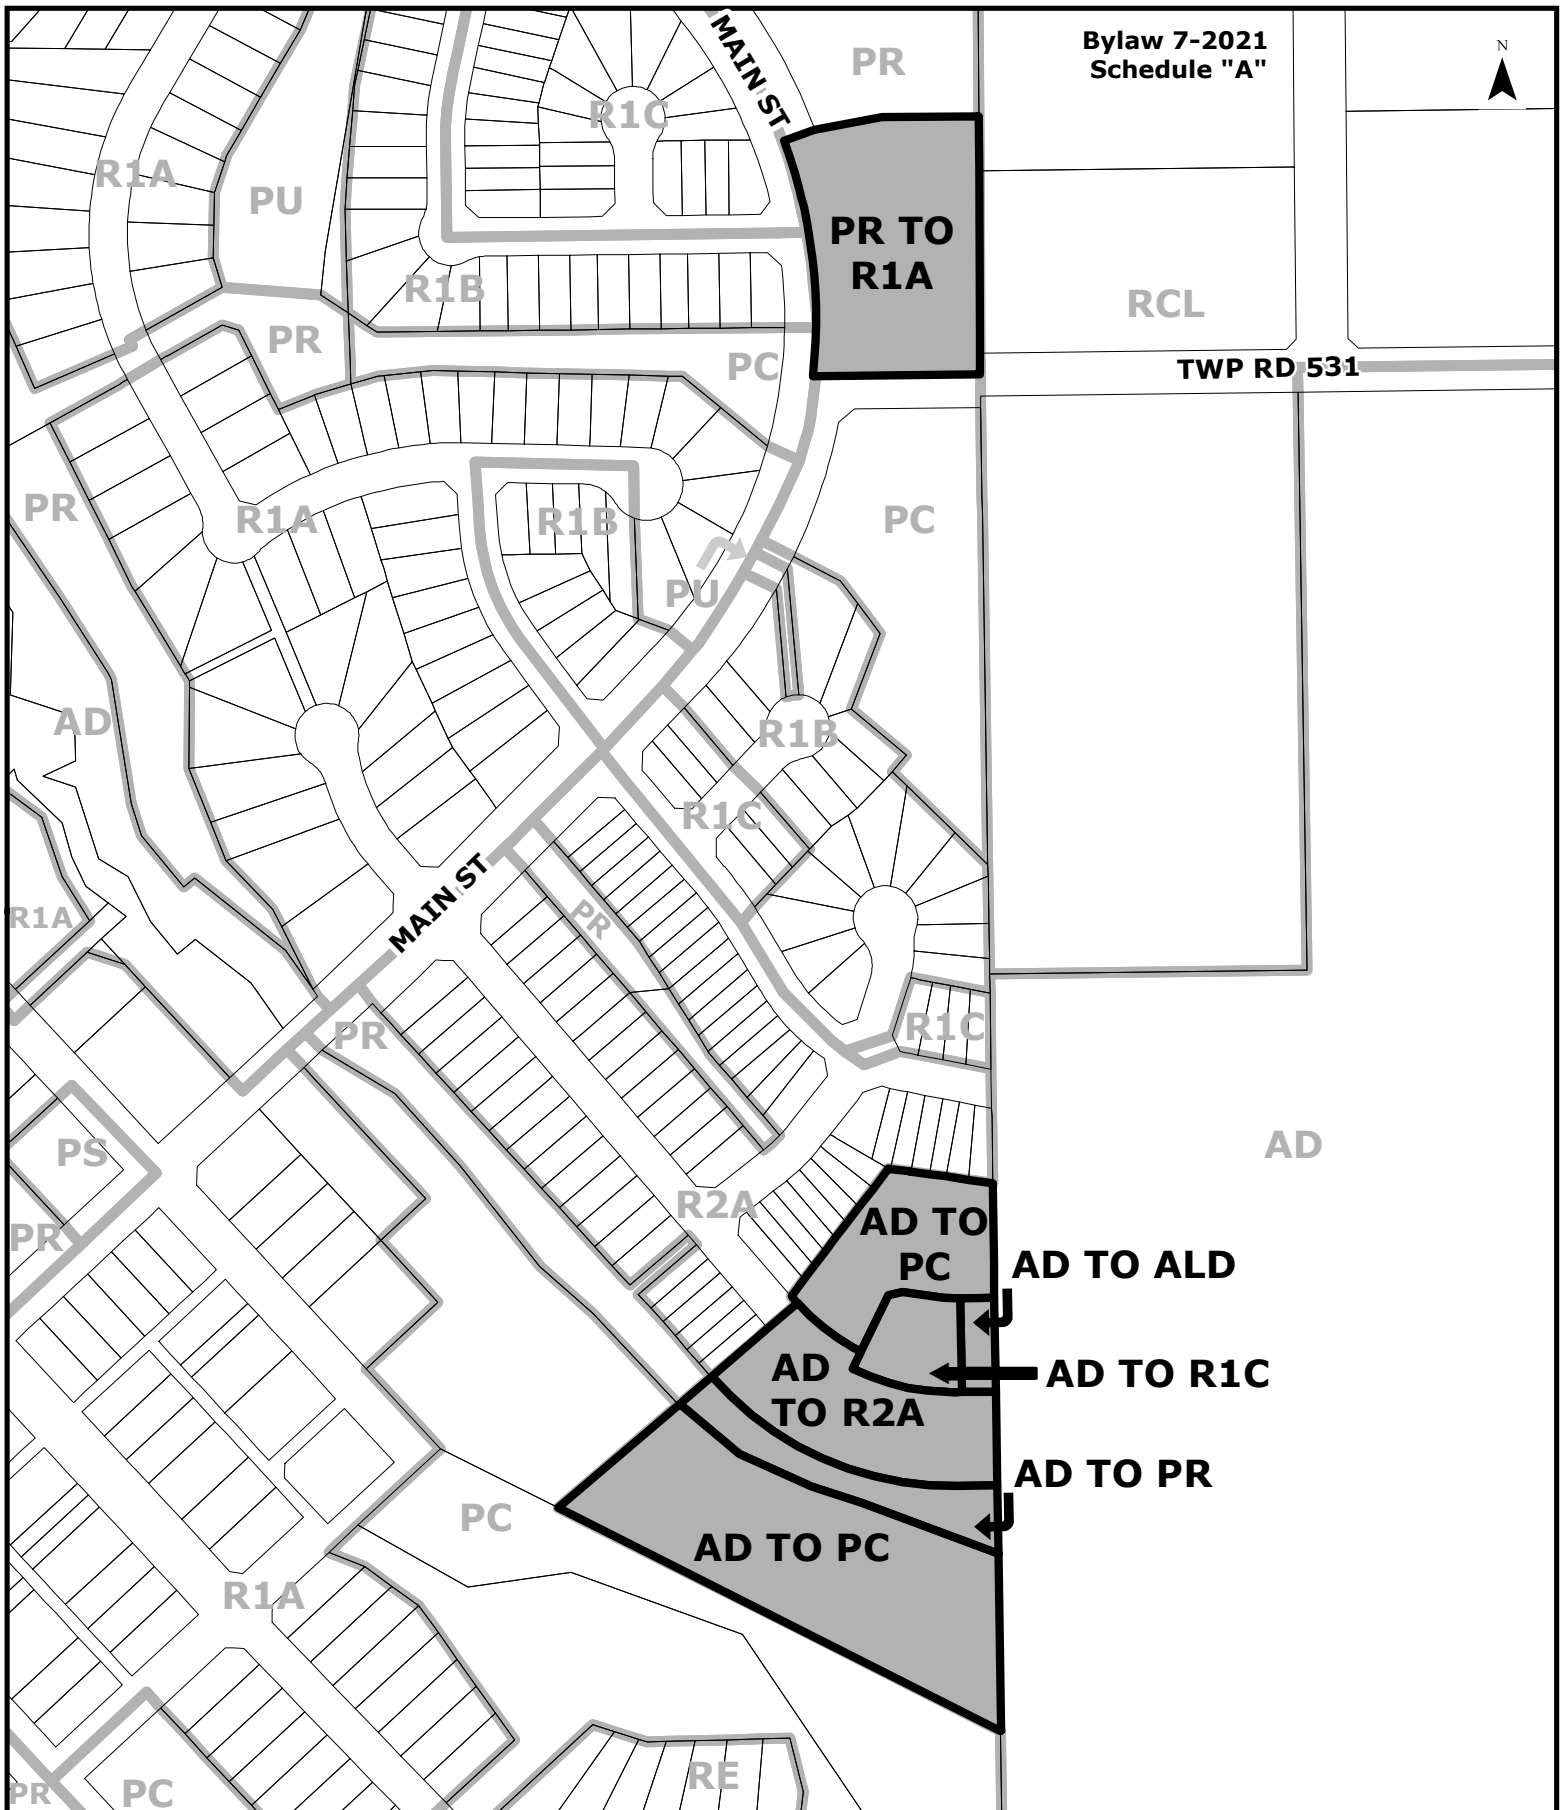 Bylaw 7-2021
Schedule "A"
N
MAIN ST
PR
R1C
R1A
PU
PR TO
R1A
R1B
RCL
PR
PC
TWP RD 531
PR
R1A
R1B
PC
PU
AD
R1B
R1C
MAIN ST
R1A
PR
R1C
PR
PS
AD
R2A
PR
AD TO
PC
AD TO ALD
AD
TO R2A
AD TO R1C
AD TO PR
PC
AD TO PC
R1A
RE
PR
PC